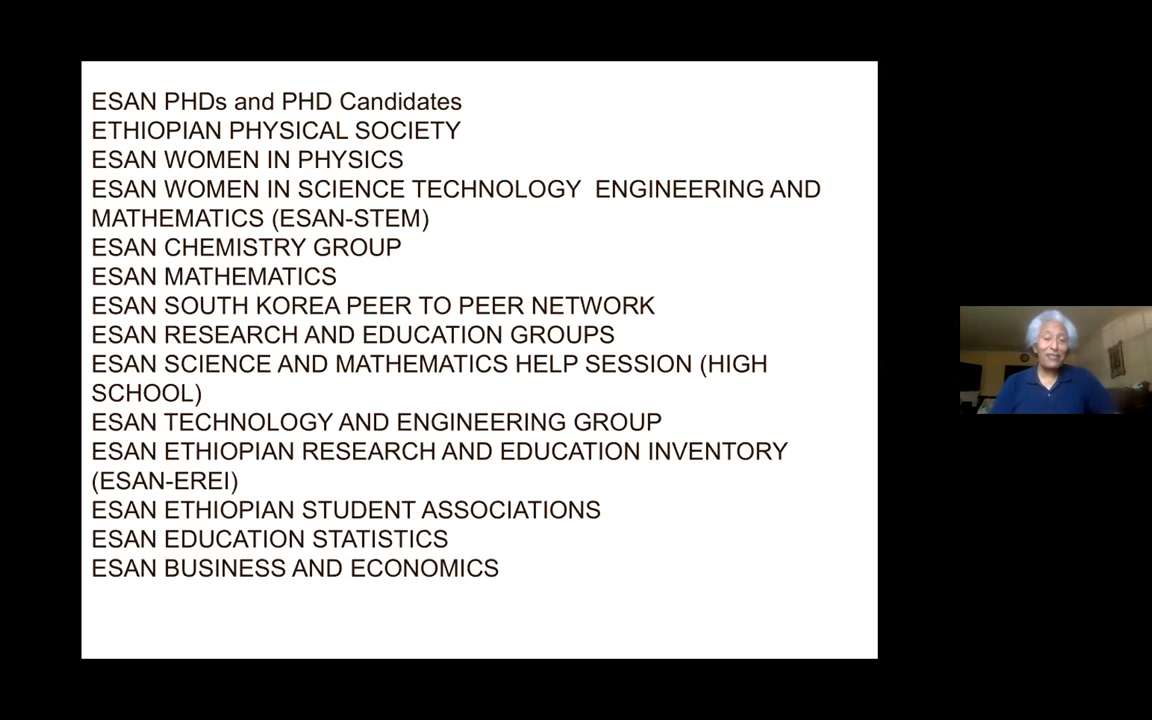 ESAN PHDs and PHD Candidates
ETHIOPIAN PHYSICAL SOCIETY
ESAN WOMEN IN PHYSICS
ESAN WOMEN IN SCIENCE TECHNOLOGY  ENGINEERING AND
MATHEMATICS (ESAN-STEM)
ESAN CHEMISTRY GROUP
ESAN MATHEMATICS
ESAN SOUTH KOREA PEER TO PEER NETWORK
ESAN RESEARCH AND EDUCATION GROUPS
ESAN SCIENCE AND MATHEMATICS HELP SESSION (HIGH
SCHOOL)
ESAN TECHNOLOGY AND ENGINEERING GROUP
ESAN ETHIOPIAN RESEARCH AND EDUCATION INVENTORY
(ESAN-EREI)
ESAN ETHIOPIAN STUDENT ASSOCIATIONS
ESAN EDUCATION STATISTICS
ESAN BUSINESS AND ECONOMICS